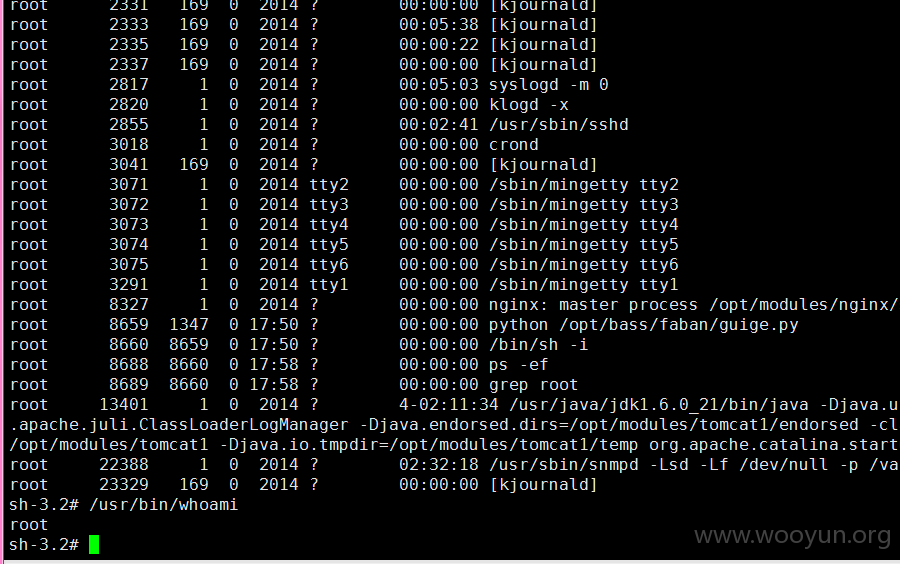 root      2331   169  0  2014 ?        00:00:00 [kjournald]
root      2333   169  0  2014 ?        00:05:38 [kjournald]
root      2335   169  0  2014 ?        00:00:22 [kjournald]
root      2337   169  0  2014 ?        00:00:00 [kjournald]
root      2817     1  0  2014 ?        00:05:03 syslogd -m 0
root      2820     1  0  2014 ?        00:00:00 klogd -x
root      2855     1  0  2014 ?        00:02:41 /usr/sbin/sshd
root      3018     1  0  2014 ?        00:00:00 crond
root      3041   169  0  2014 ?        00:00:00 [kjournald]
root      3071     1  0  2014 tty2     00:00:00 /sbin/mingetty tty2
root      3072     1  0  2014 tty3     00:00:00 /sbin/mingetty tty3
root      3073     1  0  2014 tty4     00:00:00 /sbin/mingetty tty4
root      3074     1  0  2014 tty5     00:00:00 /sbin/mingetty tty5
root      3075     1  0  2014 tty6     00:00:00 /sbin/mingetty tty6
root      3291     1  0  2014 tty1     00:00:00 /sbin/mingetty tty1
root      8327     1  0  2014 ?        00:00:00 nginx: master process /opt/modules/nginx/
root      8659  1347  0 17:50 ?        00:00:00 python /opt/bass/faban/guige.py
root      8660  8659  0 17:50 ?        00:00:00 /bin/sh -i
root      8688  8660  0 17:58 ?        00:00:00 ps -ef
root      8689  8660  0 17:58 ?        00:00:00 grep root
root     13401     1  0  2014 ?        4-02:11:34 /usr/java/jdk1.6.0_21/bin/java -Djava.u
.apache.juli.ClassLoaderLogManager -Djava.endorsed.dirs=/opt/modules/tomcat1/endorsed -cl
/opt/modules/tomcat1 -Djava.io.tmpdir=/opt/modules/tomcat1/temp org.apache.catalina.start
root     22388     1  0  2014 ?        02:32:18 /usr/sbin/snmpd -Lsd -Lf /dev/null -p /va
root     23329   169  0  2014 ?        00:00:00 [kjournald]
sh-3.2# /usr/bin/whoami
root
sh-3.2#
www.wooyun.org